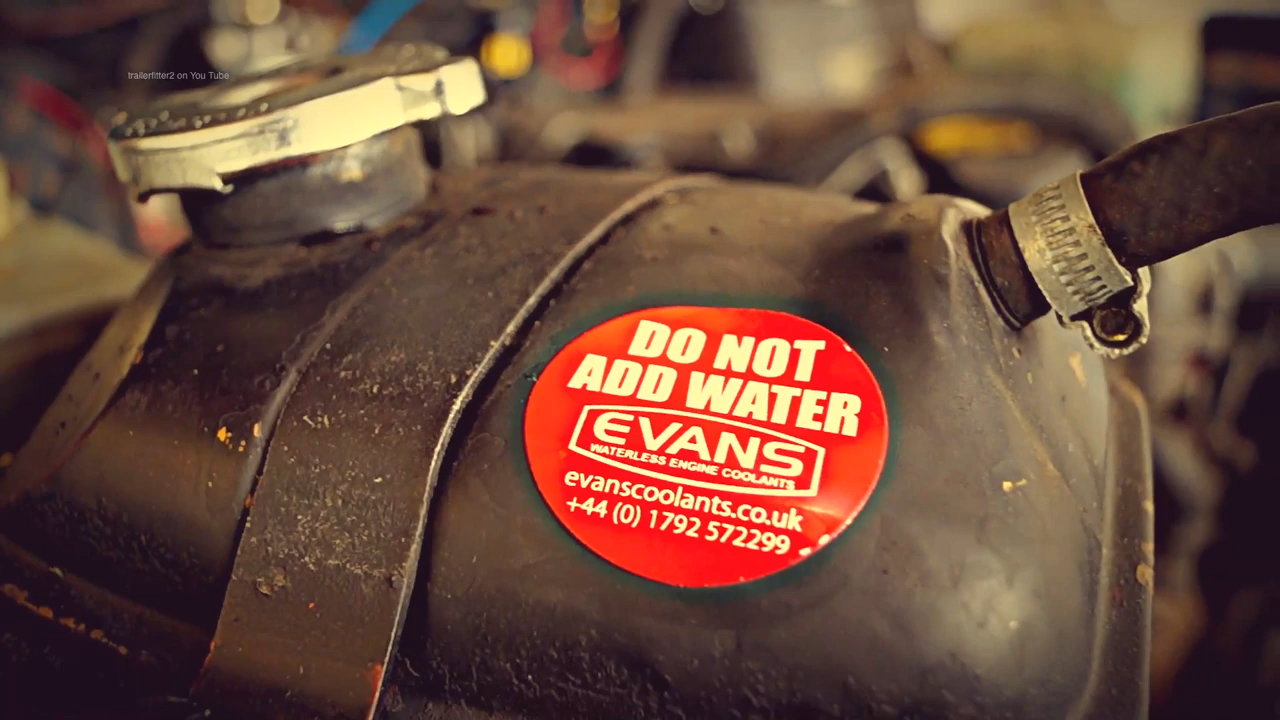 trailerfitter2 on You Tube
DO NOT
ADD WATER
EVANS
WATERLESS ENGINE COOLANTS
evanscoolants.co.uk
+44 (0) 1792 572299